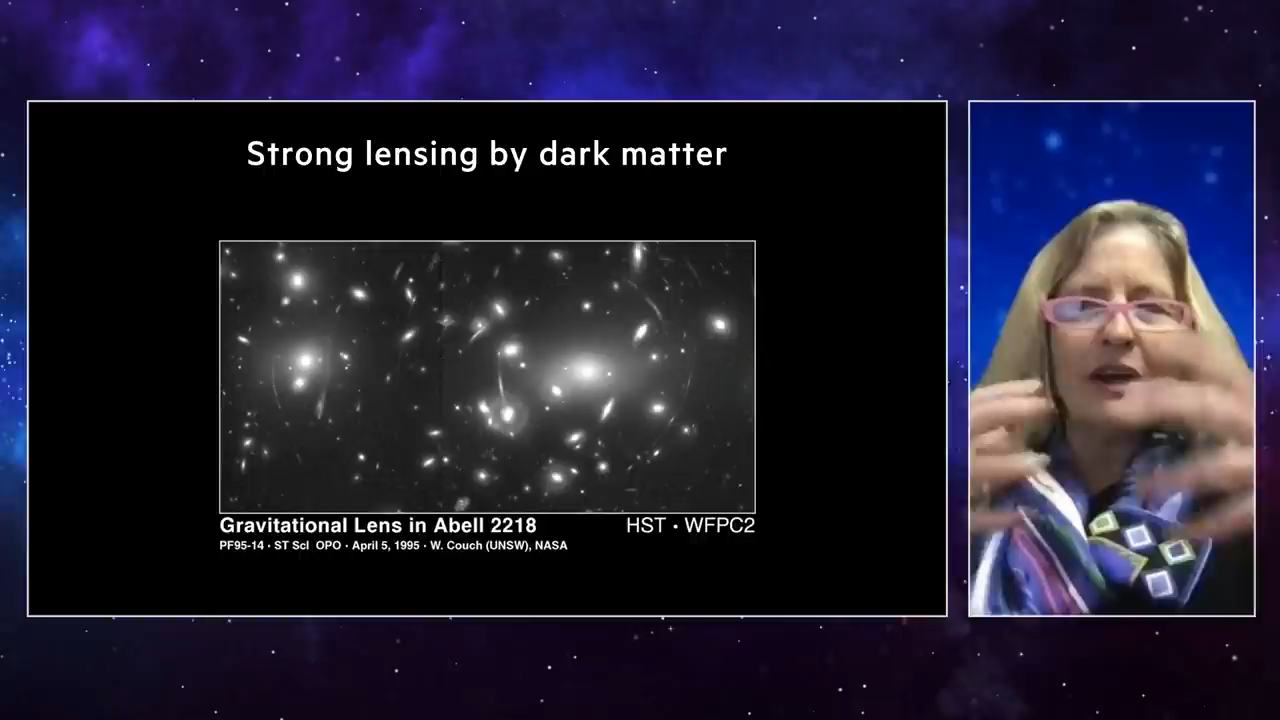 Strong lensing by dark matter
Gravitational Lens in Abell 2218 HST • WFPC2
PF95-14 • ST ScI OPO • April 5, 1995 • W. Couch (UNSW), NASA